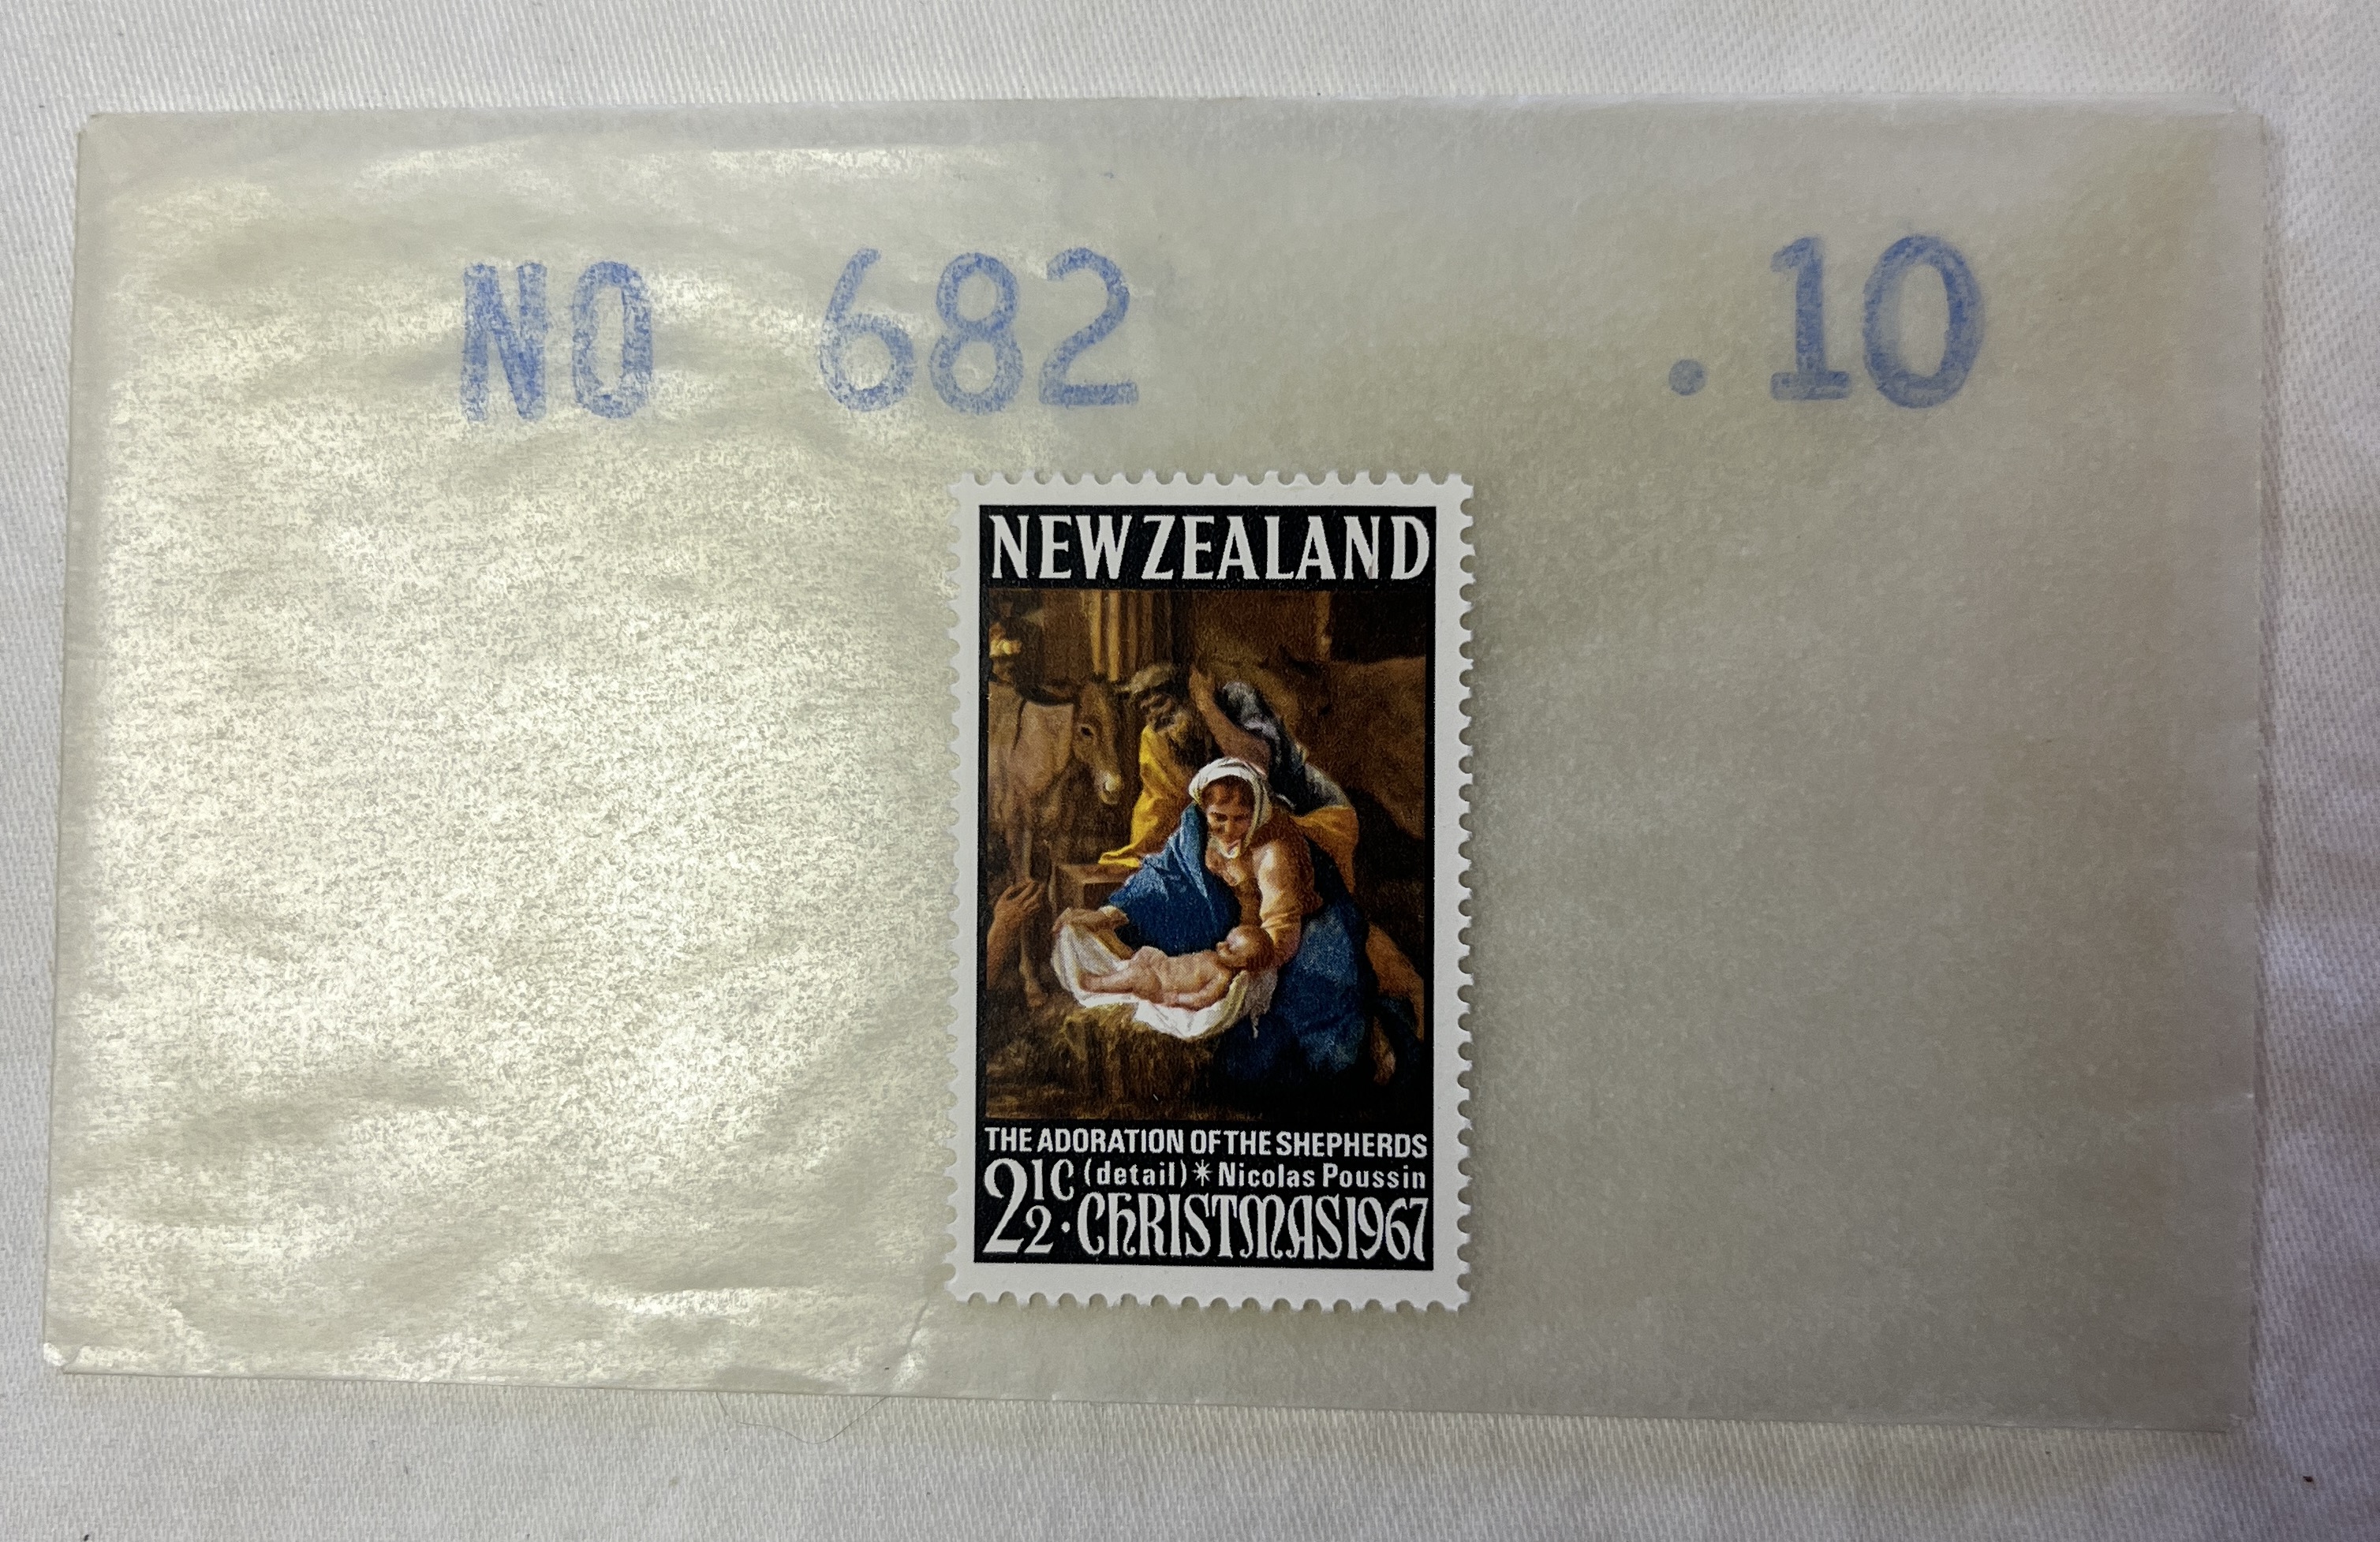 NO 682 .10
NEW ZEALAND
THE ADORATION OF THE SHEPHERDS
2½c (detail) * Nicolas Poussin
· CHRISTMAS 1967